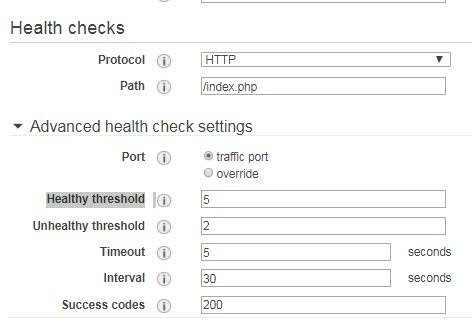 Health checks
Protocol i HTTP
Path i /index.php
Advanced health check settings
Port i traffic port
override
Healthy threshold i 5
Unhealthy threshold i 2
Timeout i 5 seconds
Interval i 30 seconds
Success codes i 200